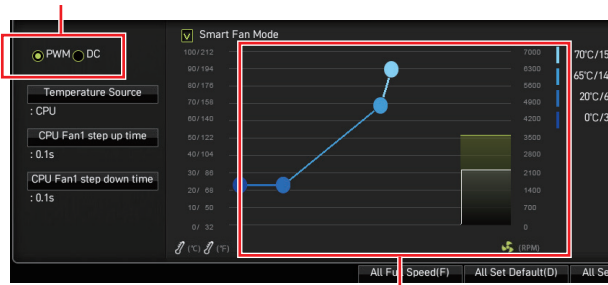 Smart Fan Mode
PWM DC
100/212 7000 70°C/15
90/194 6300 65°C/14
Temperature Source 80/176 5600 20°C/6
: CPU 70/158 4900 0°C/3
60/140 4200
CPU Fan1 step up time 50/122 3500
: 0.1s 40/104 2800
CPU Fan1 step down time 30/ 86 2100
: 0.1s 20/ 68 1400
10/ 50 700
0/ 32 0
(°C) (°F) (RPM)
All Full Speed(F) All Set Default(D) All Se